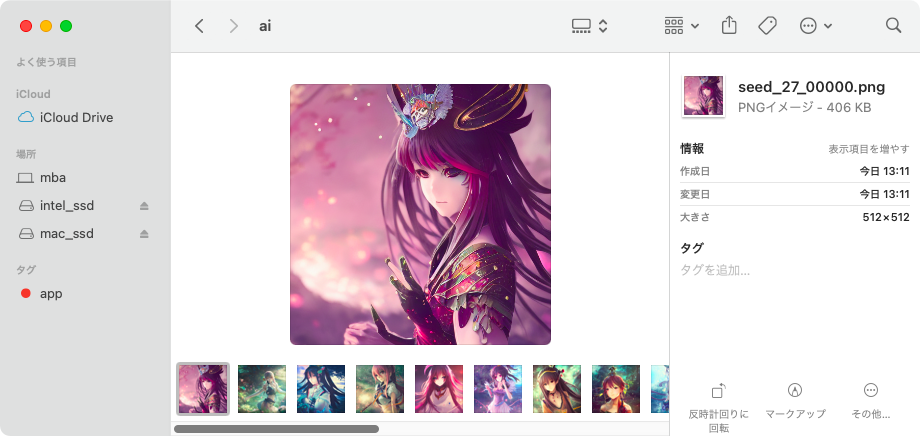 ai
よく使う項目
iCloud
iCloud Drive
場所
mba
intel_ssd
mac_ssd
タグ
app
seed_27_00000.png
PNGイメージ - 406 KB
情報
表示項目を増やす
作成日 今日 13:11
変更日 今日 13:11
大きさ 512×512
タグ
タグを追加...
反時計回りに
回転
マークアップ
その他...